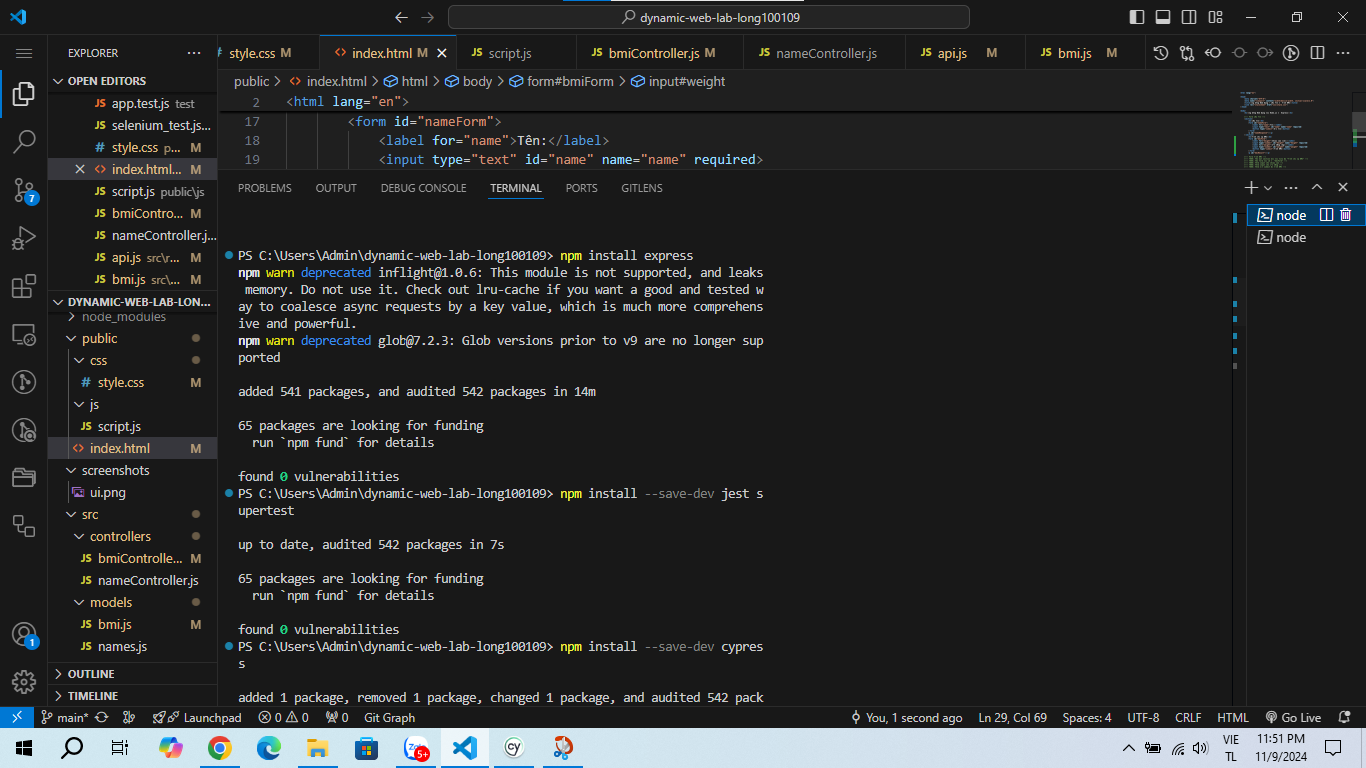 dynamic-web-lab-long100109
EXPLORER
OPEN EDITORS
app.test.js test
selenium_test.js...
# style.css p... M
<> index.html... M
JS script.js public\js
JS bmiContro... M
JS nameController.j...
JS api.js src\r... M
JS bmi.js src\... M
DYNAMIC-WEB-LAB-LON...
node_modules
public
css
# style.css M
js
JS script.js
<> index.html M
screenshots
ui.png
src
controllers
JS bmiControlle... M
JS nameController.js
models
JS bmi.js M
JS names.js
OUTLINE
TIMELINE
7
1
style.css M
<> index.html M
JS script.js
JS bmiController.js M
JS nameController.js
JS api.js M
JS bmi.js M
public > <> index.html > html > body > form#bmiForm > input#weight
2 <html lang="en">
17 <form id="nameForm">
18 <label for="name">Tên:</label>
19 <input type="text" id="name" name="name" required>
PROBLEMS OUTPUT DEBUG CONSOLE TERMINAL PORTS GITLENS
node
node
PS C:\Users\Admin\dynamic-web-lab-long100109> npm install express
npm warn deprecated inflight@1.0.6: This module is not supported, and leaks
memory. Do not use it. Check out lru-cache if you want a good and tested w
ay to coalesce async requests by a key value, which is much more comprehens
ive and powerful.
npm warn deprecated glob@7.2.3: Glob versions prior to v9 are no longer sup
ported
added 541 packages, and audited 542 packages in 14m
65 packages are looking for funding
run `npm fund` for details
found 0 vulnerabilities
PS C:\Users\Admin\dynamic-web-lab-long100109> npm install --save-dev jest s
upertest
up to date, audited 542 packages in 7s
65 packages are looking for funding
run `npm fund` for details
found 0 vulnerabilities
PS C:\Users\Admin\dynamic-web-lab-long100109> npm install --save-dev cypres
s
added 1 package, removed 1 package, changed 1 package, and audited 542 pack
main* Launchpad 0 0 0 Git Graph You, 1 second ago Ln 29, Col 69 Spaces: 4 UTF-8 CRLF HTML Go Live
5+
cy
VIE
TL
11:51 PM
11/9/2024